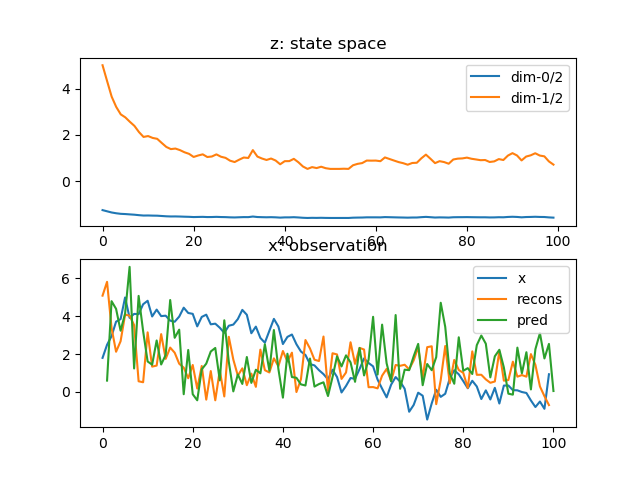 z: state space
4
2
0
dim-0/2
dim-1/2
0 20 40 60 80 100
x: observation
6
4
2
0
x
recons
pred
0 20 40 60 80 100